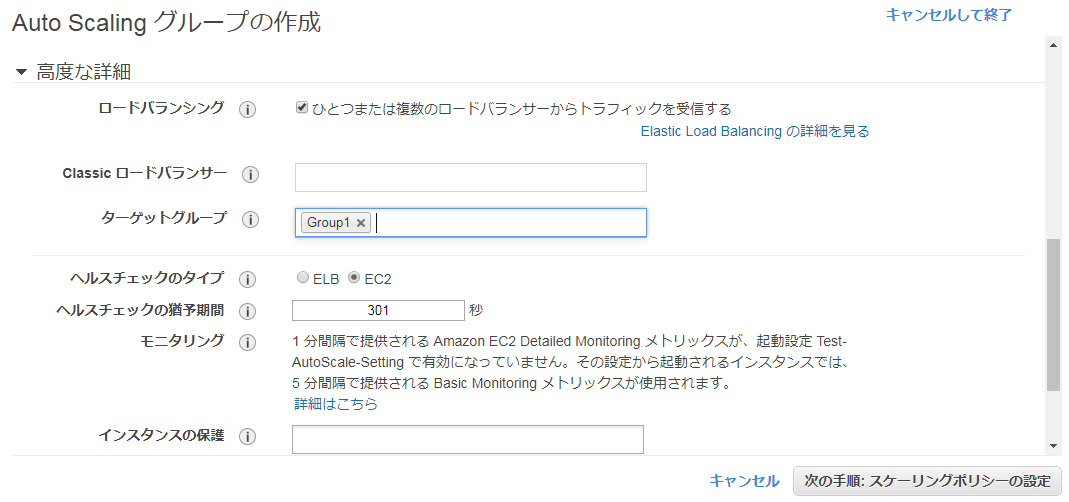 Auto Scaling グループの作成
キャンセルして終了
高度な詳細
ロードバランシング
ひとつまたは複数のロードバランサーからトラフィックを受信する
Elastic Load Balancing の詳細を見る
Classic ロードバランサー
ターゲットグループ
Group1
ヘルスチェックのタイプ
ELB EC2
ヘルスチェックの猶予期間
301 秒
モニタリング
1 分間隔で提供される Amazon EC2 Detailed Monitoring メトリックスが、起動設定 Test-
AutoScale-Setting で有効になっていません。その設定から起動されるインスタンスでは、
5 分間隔で提供される Basic Monitoring メトリックスが使用されます。
詳細はこちら
インスタンスの保護
キャンセル
次の手順: スケーリングポリシーの設定